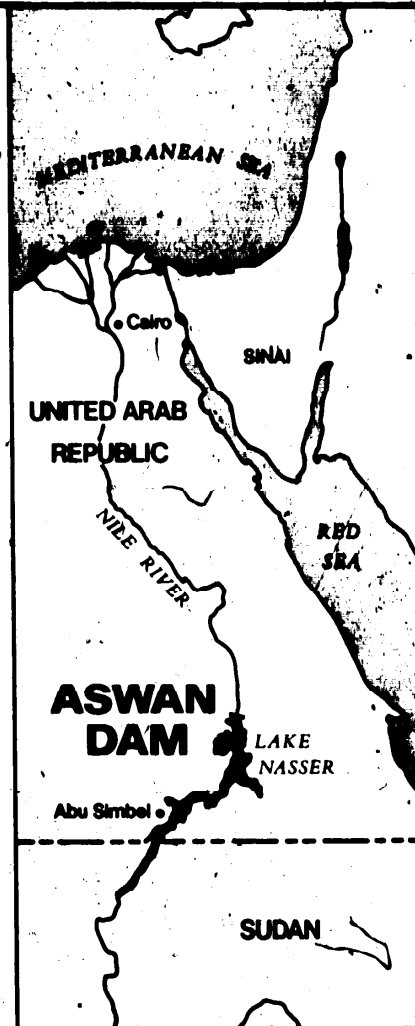 MEDITERRANEAN SEA
Cairo
SINAI
UNITED ARAB
REPUBLIC
NILE RIVER
RED
SEA
ASWAN
DAM
LAKE
NASSER
Abu Simbel
SUDAN